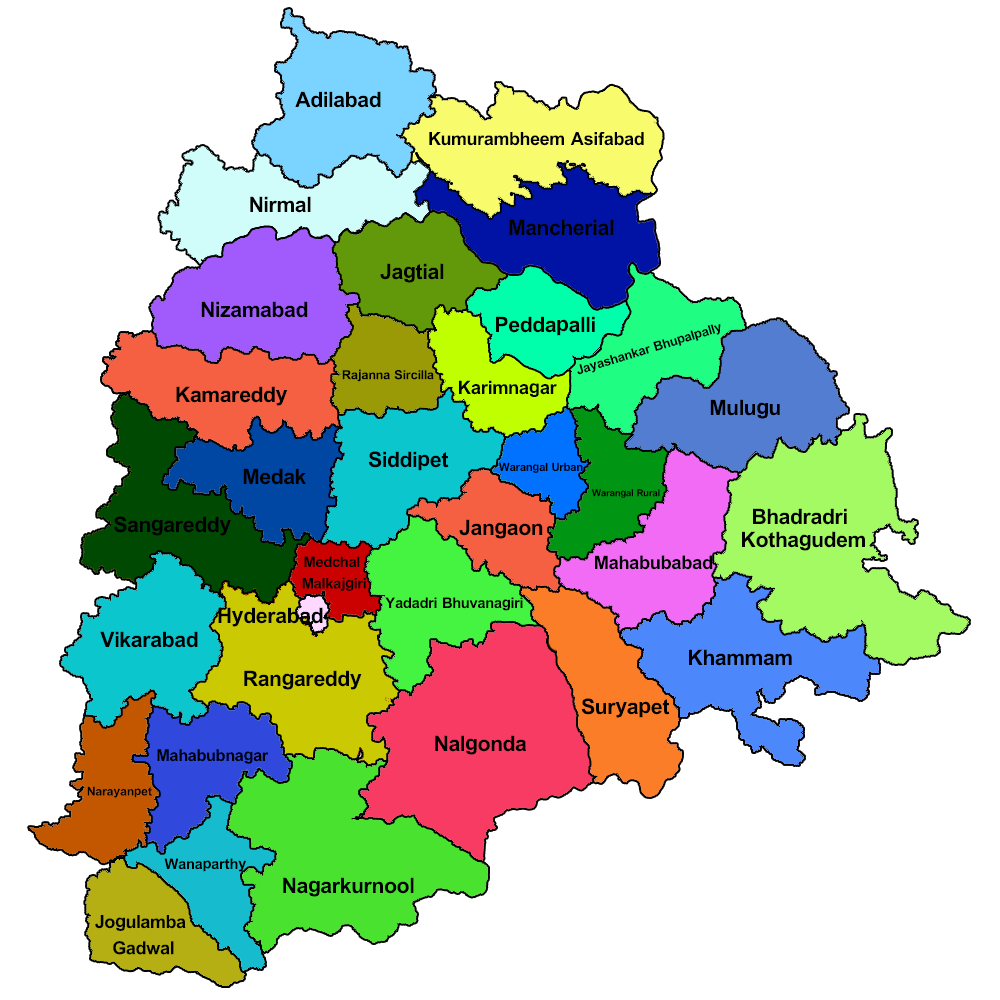 Adilabad
Kumurambheem Asifabad
Nirmal
Mancherial
Jagtial
Nizamabad
Peddapalli
Jayashankar Bhupalpally
Rajanna Sircilla
Karimnagar
Kamareddy
Mulugu
Siddipet
Warangal Urban
Medak
Warangal Rural
Sangareddy
Jangaon
Bhadradri
Kothagudem
Medchal
Malkajgiri
Mahabubabad
Yadadri Bhuvanagiri
Hyderabad
Vikarabad
Khammam
Rangareddy
Suryapet
Nalgonda
Mahabubnagar
Narayanpet
Wanaparthy
Nagarkurnool
Jogulamba
Gadwal